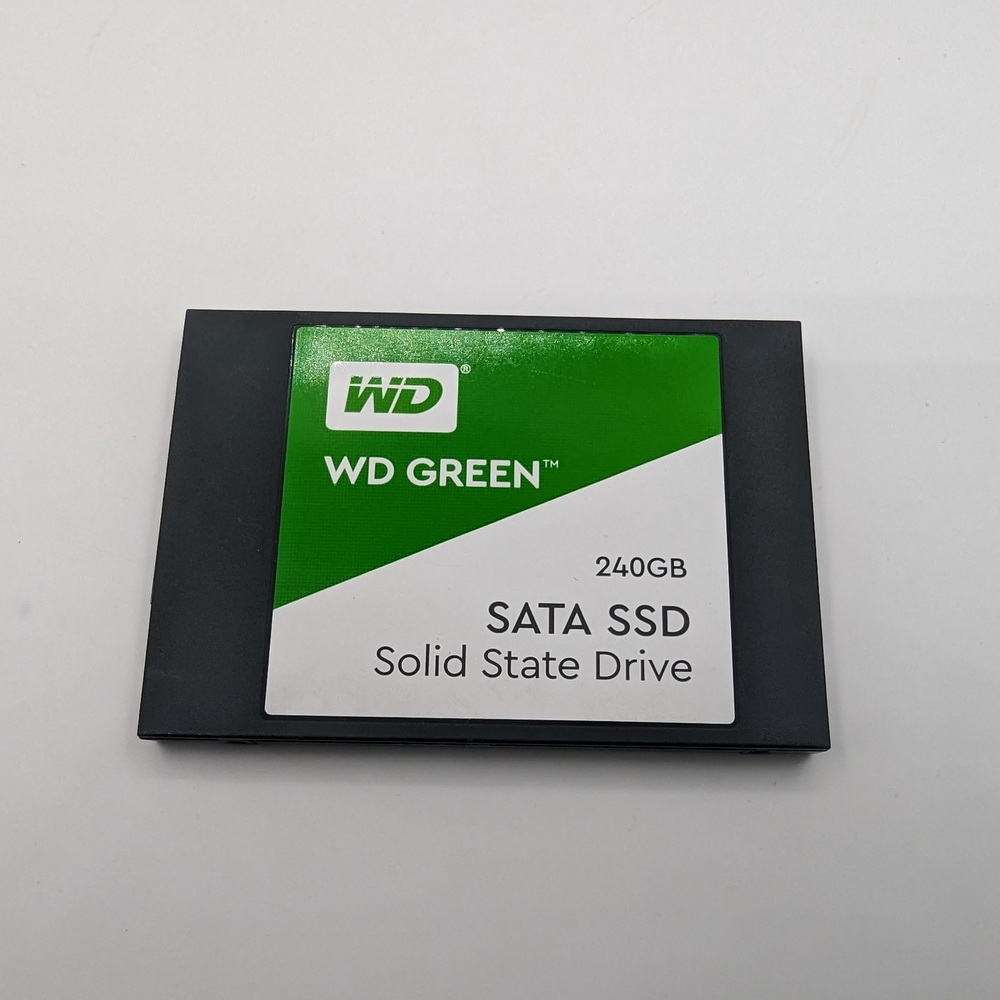 WD®
WD GREEN™
240GB
SATA SSD
Solid State Drive